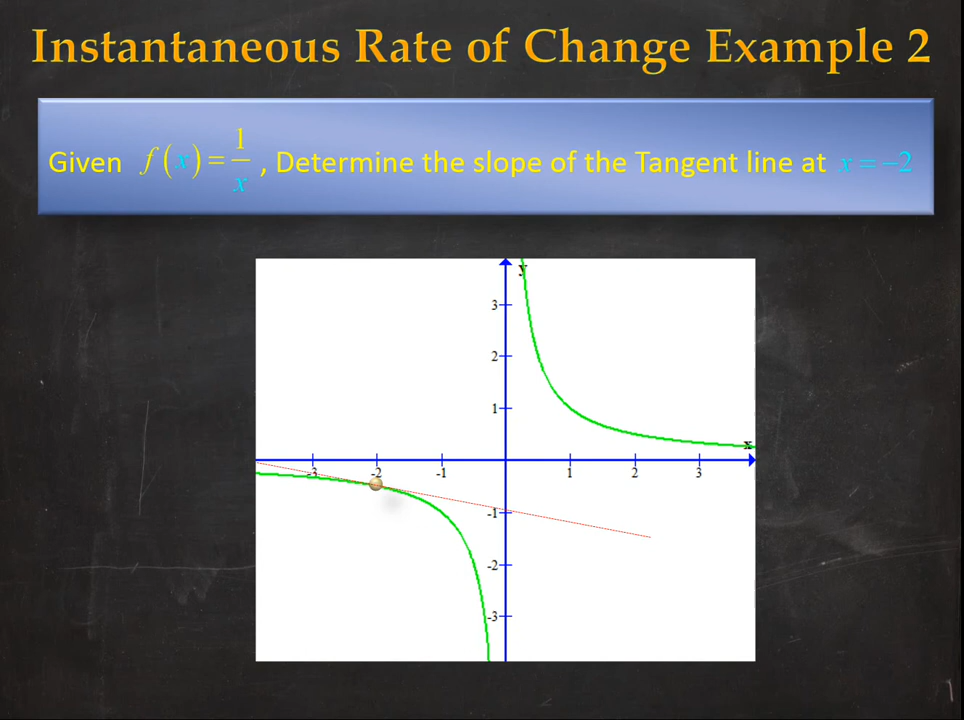 Instantaneous Rate of Change Example 2
Given f(x)=1/x, Determine the slope of the Tangent line at x=−2
y
3
2
1
x
-3 -2 -1 1 2 3
-1
-2
-3